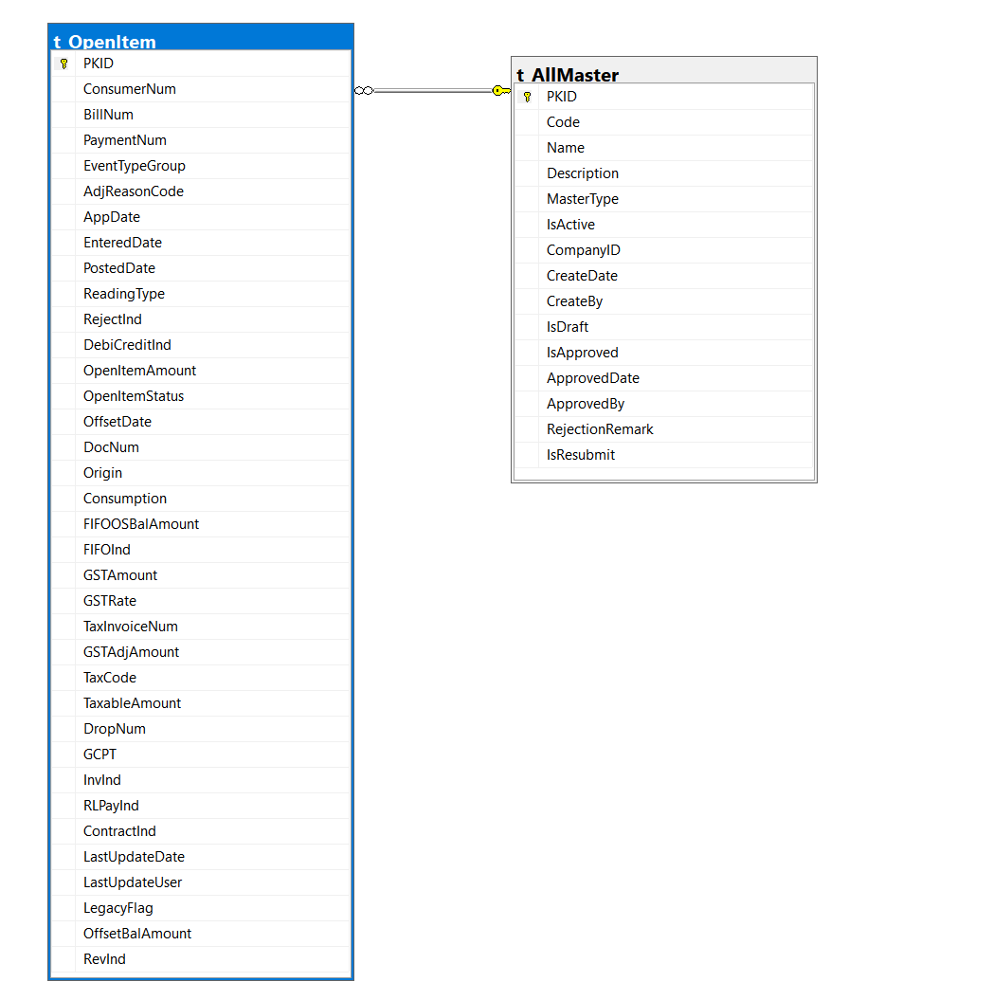 t_OpenItem
PKID
ConsumerNum
BillNum
PaymentNum
EventTypeGroup
AdjReasonCode
AppDate
EnteredDate
PostedDate
ReadingType
RejectInd
DebiCreditInd
OpenItemAmount
OpenItemStatus
OffsetDate
DocNum
Origin
Consumption
FIFOOSBalAmount
FIFOInd
GSTAmount
GSTRate
TaxInvoiceNum
GSTAdjAmount
TaxCode
TaxableAmount
DropNum
GCPT
InvInd
RLPayInd
ContractInd
LastUpdateDate
LastUpdateUser
LegacyFlag
OffsetBalAmount
RevInd
t_AllMaster
PKID
Code
Name
Description
MasterType
IsActive
CompanyID
CreateDate
CreateBy
IsDraft
IsApproved
ApprovedDate
ApprovedBy
RejectionRemark
IsResubmit